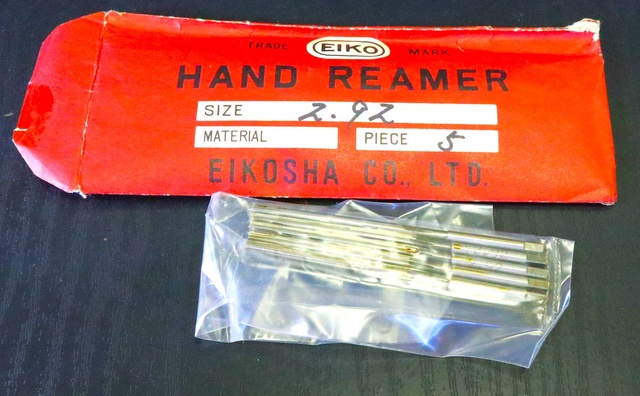 TRADE EIKO MARK
HAND REAMER
SIZE 2.92
MATERIAL PIECE 5
EIKOSHA CO., LTD.